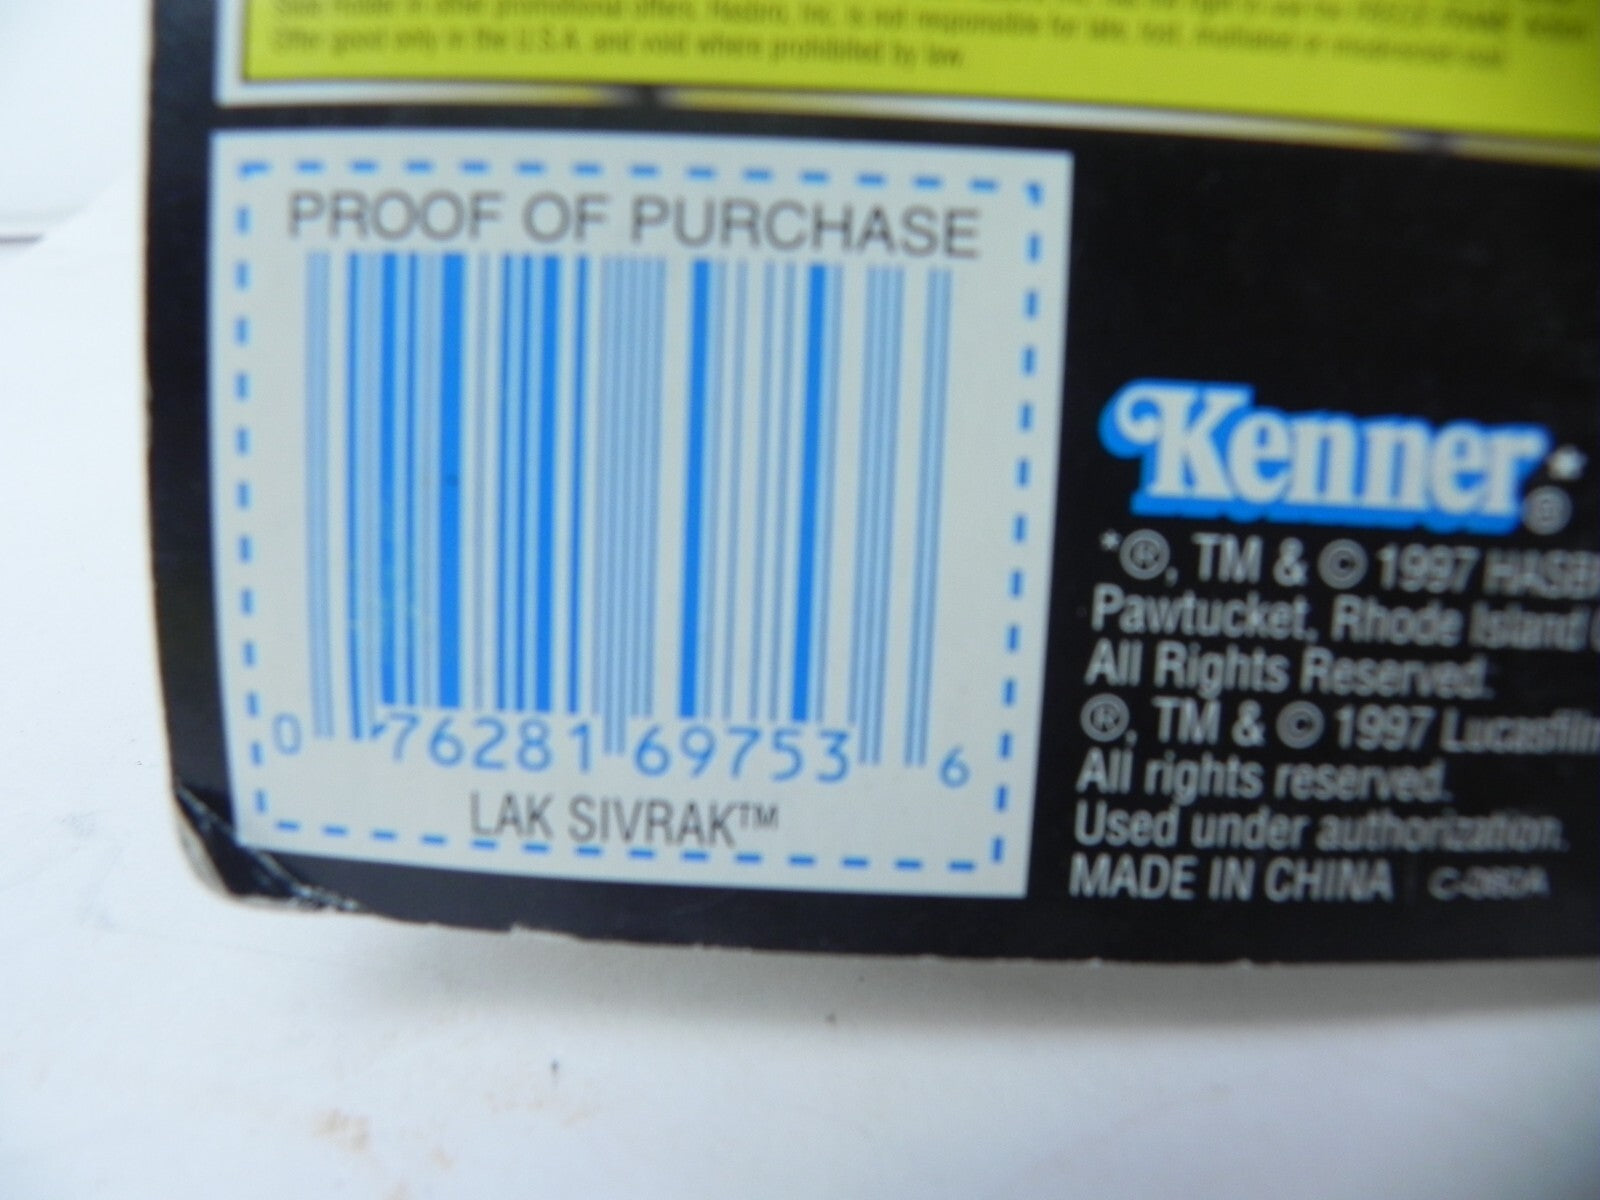 Offer good only in the U.S.A. and void where prohibited by law.
PROOF OF PURCHASE
0 76281 69753 6
LAK SIVRAK™
Kenner*®
*®, TM & © 1997 HASB
Pawtucket, Rhode Island
All Rights Reserved.
®, TM & © 1997 Lucasfilm
All rights reserved.
Used under authorization.
MADE IN CHINA